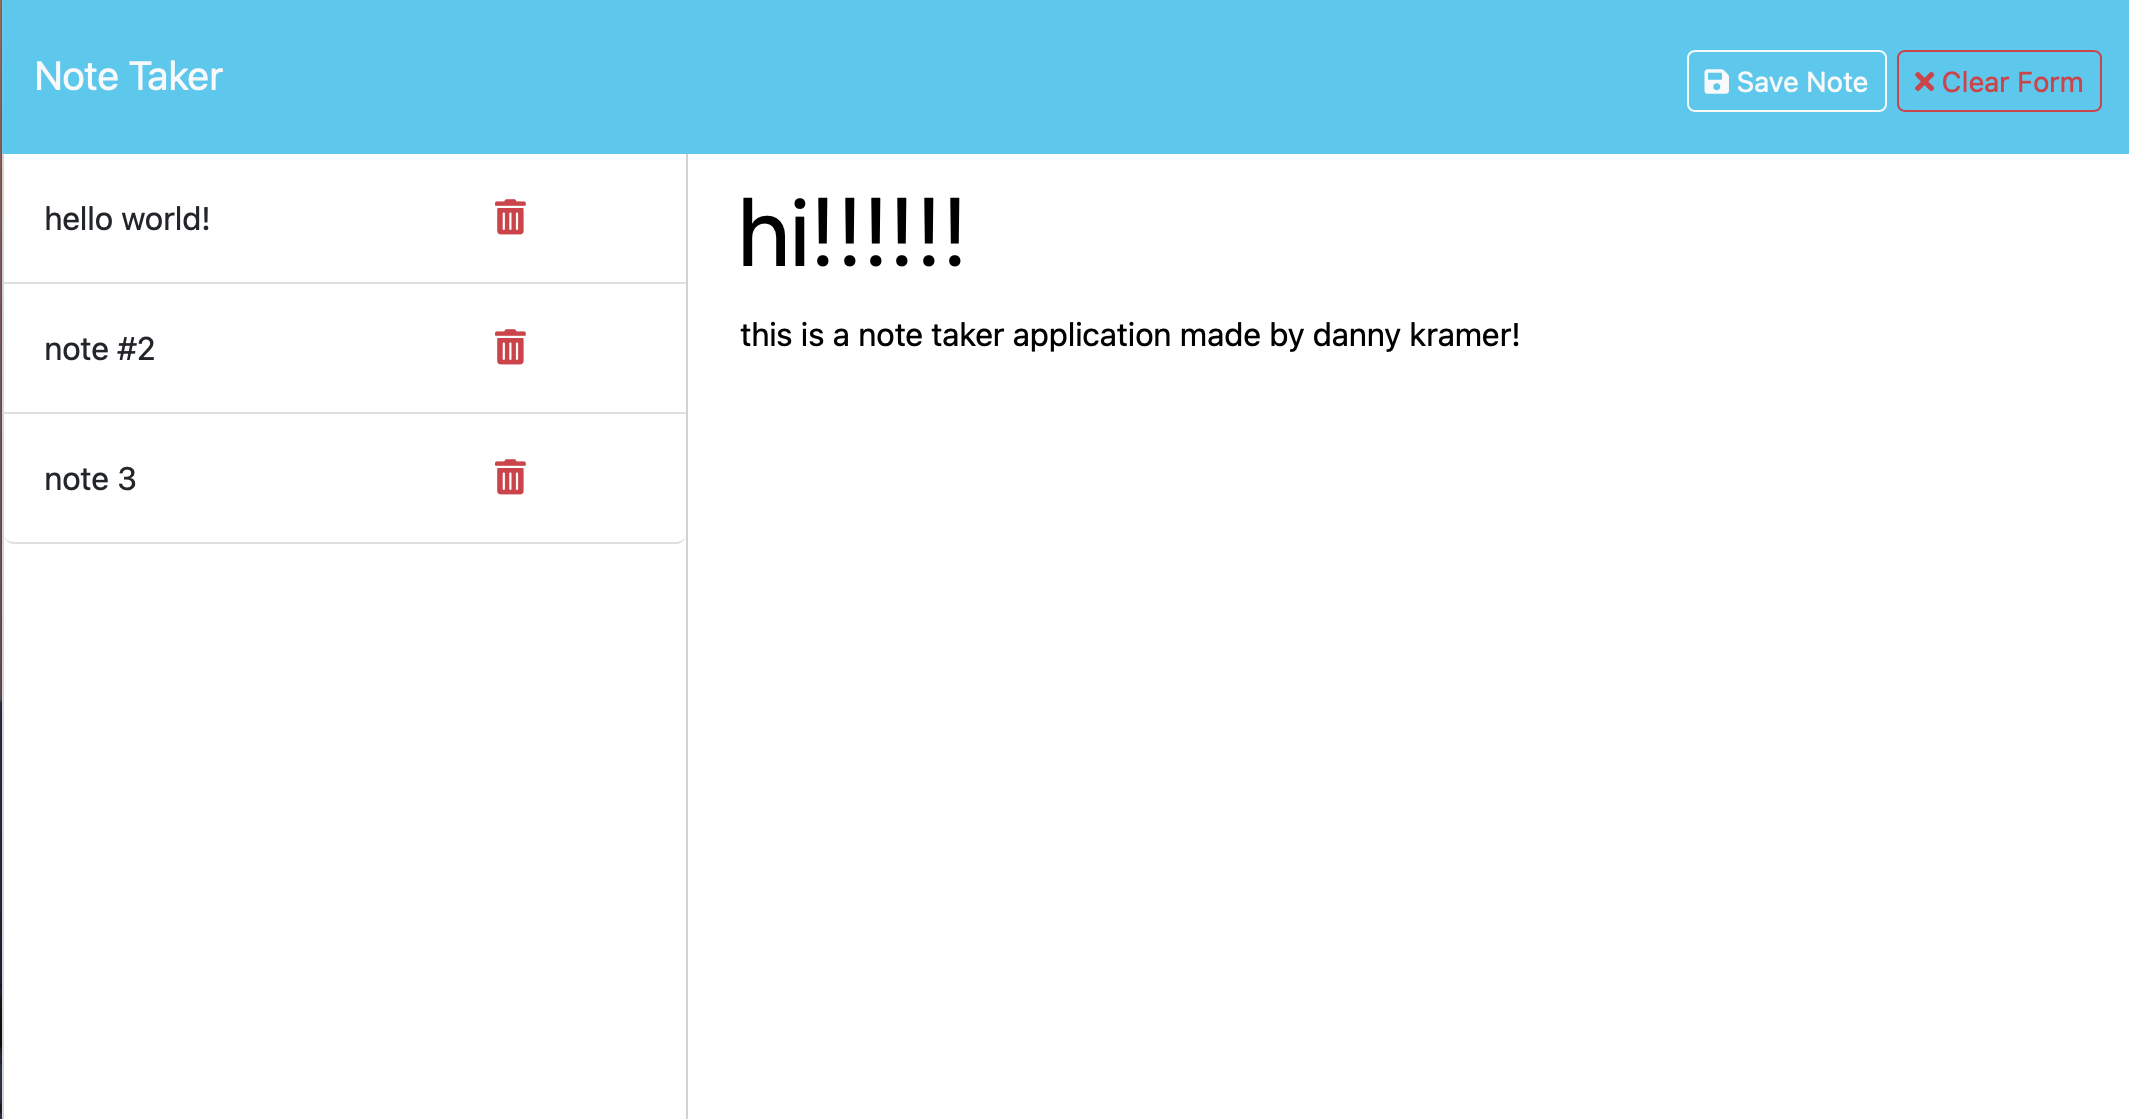 Note Taker
Save Note
Clear Form
hello world!
note #2
note 3
hi!!!!!!
this is a note taker application made by danny kramer!